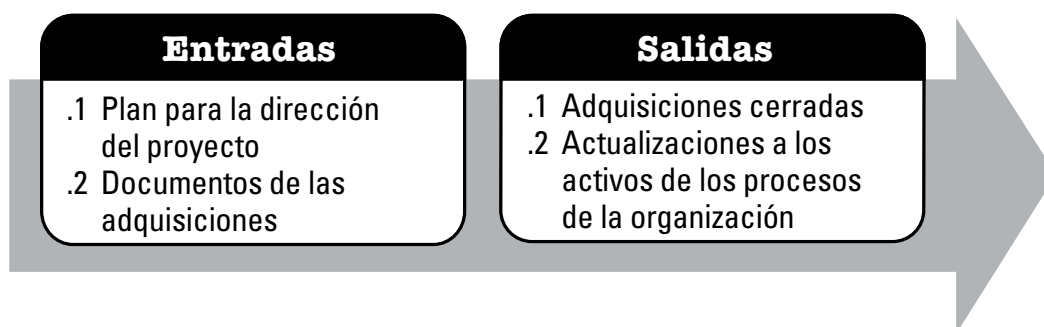 Entradas
.1 Plan para la dirección
del proyecto
.2 Documentos de las
adquisiciones
Salidas
.1 Adquisiciones cerradas
.2 Actualizaciones a los
activos de los procesos
de la organización